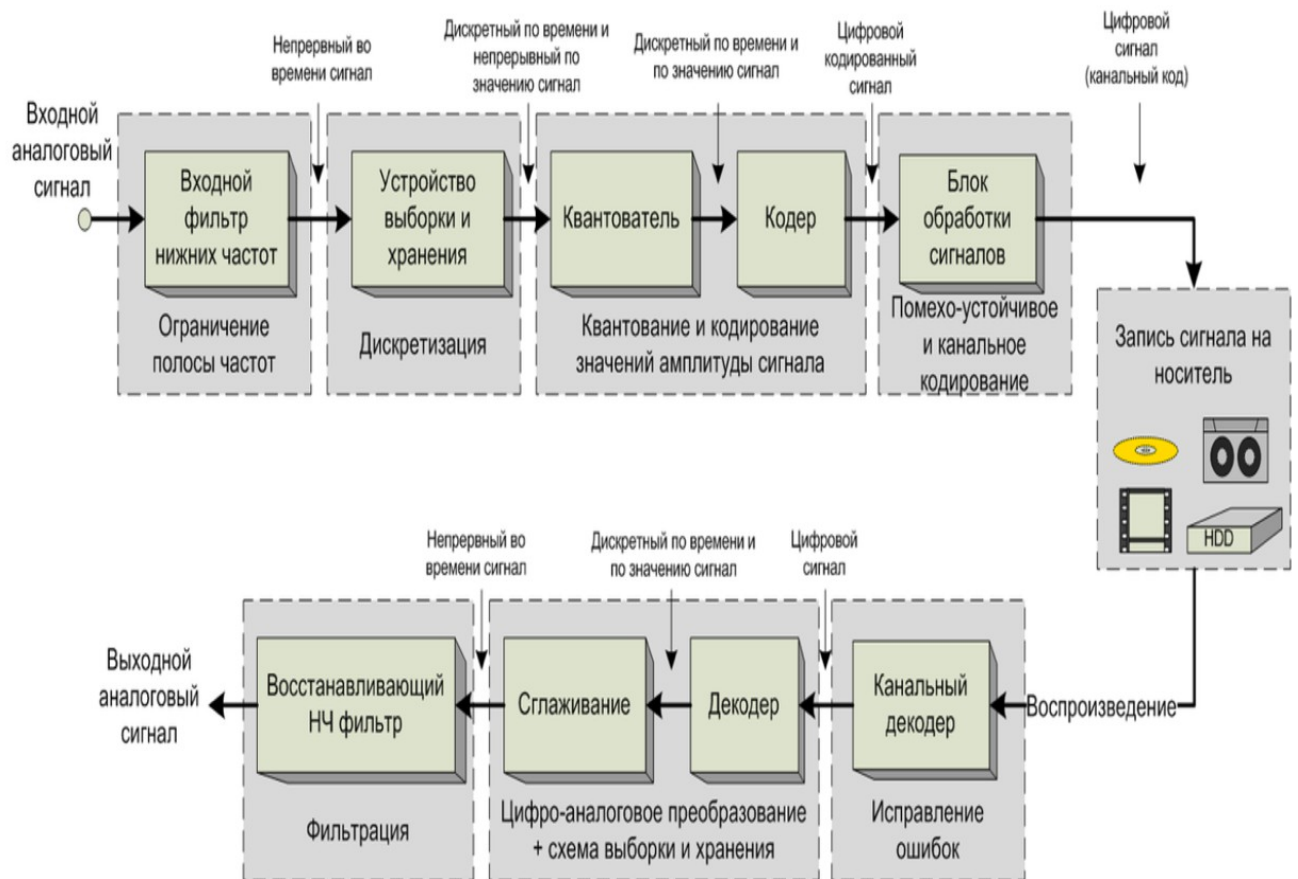 Непрервный во
времени сигнал
Дискретный по времени и
непрерывный по
значению сигнал
Дискретный по времени и
по значению сигнал
Цифровой
кодированный
сигнал
Цифровой
сигнал
(канальный код)
Входной
аналоговый
сигнал
Входной
фильтр
нижних частот
Ограничение
полосы частот
Устройство
выборки и
хранения
Дискретизация
Квантователь
Кодер
Квантование и кодирование
значений амплитуды сигнала
Блок
обработки
сигналов
Помехо-устойчивое
и канальное
кодирование
Запись сигнала на
носитель
HDD
Воспроизведение
Цифровой
сигнал
Дискретный по времени и
по значению сигнал
Непрервный во
времени сигнал
Канальный
декодер
Исправление
ошибок
Декодер
Сглаживание
Цифро-аналоговое преобразование
+ схема выборки и хранения
Восстанавливающий
НЧ фильтр
Фильтрация
Выходной
аналоговый
сигнал